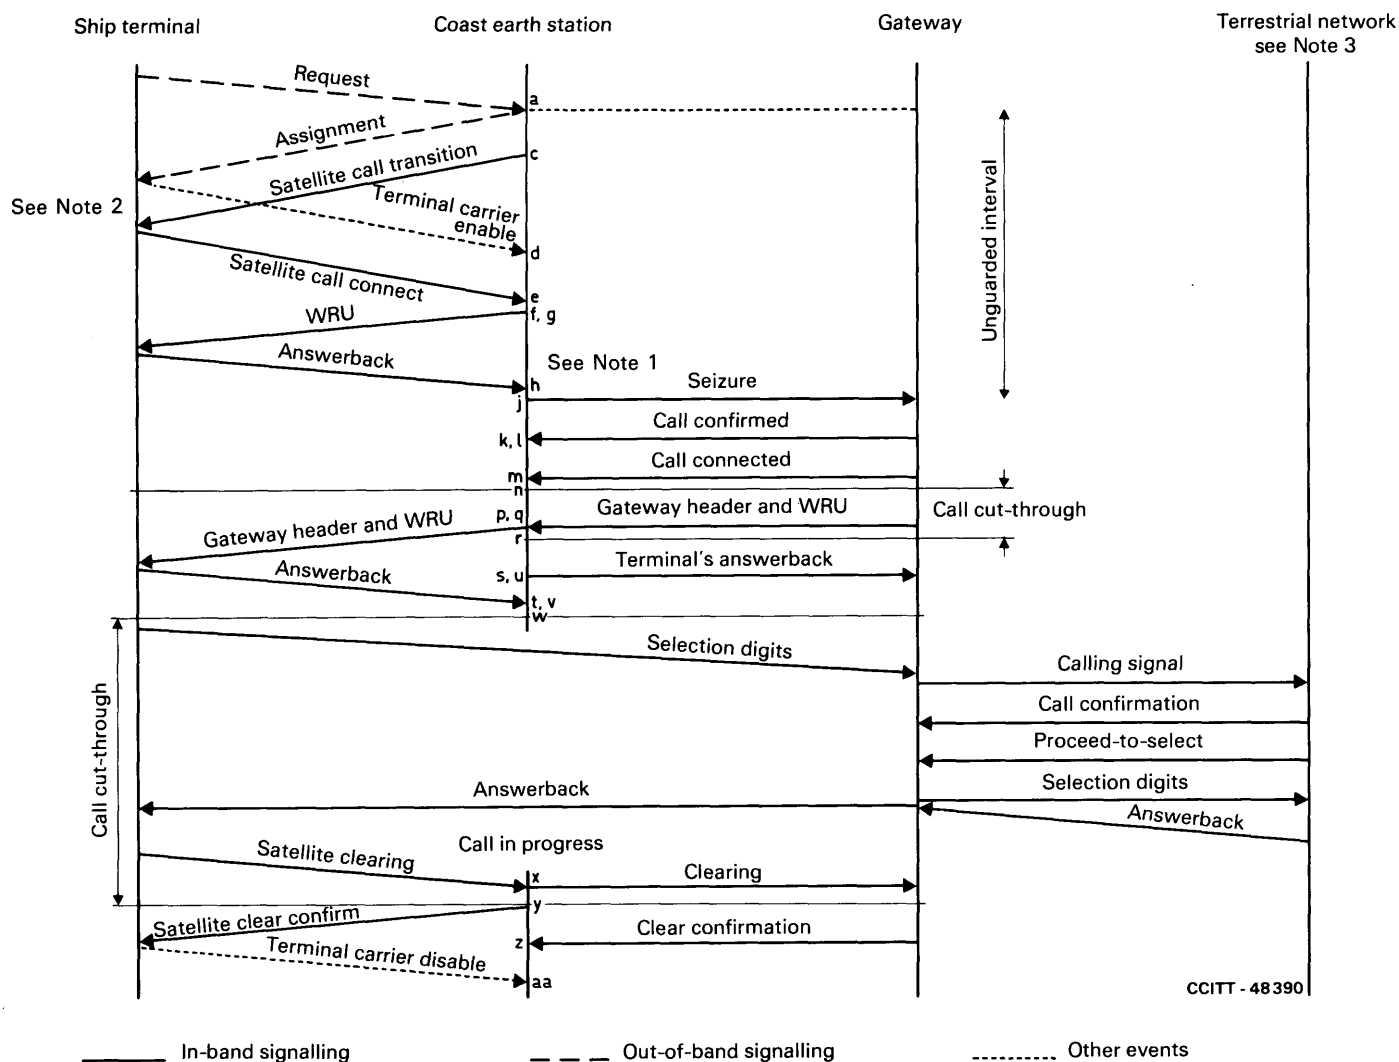 Ship terminal
Coast earth station
Gateway
Terrestrial network
see Note 3
Request
a
Assignment
Satellite call transition
c
See Note 2
Terminal carrier
enable
d
Unguarded interval
Satellite call connect
e
WRU
f, g
Answerback
See Note 1
h
Seizure
j
Call confirmed
k, l
Call connected
m
n
Gateway header and WRU
p, q
Gateway header and WRU
Call cut-through
r
Answerback
s, u
Terminal's answerback
t, v
w
Selection digits
Calling signal
Call confirmation
Proceed-to-select
Call cut-through
Answerback
Selection digits
Answerback
Call in progress
Satellite clearing
x
Clearing
y
Satellite clear confirm
Clear confirmation
z
Terminal carrier disable
aa
CCITT - 48390
In-band signalling
Out-of-band signalling
Other events